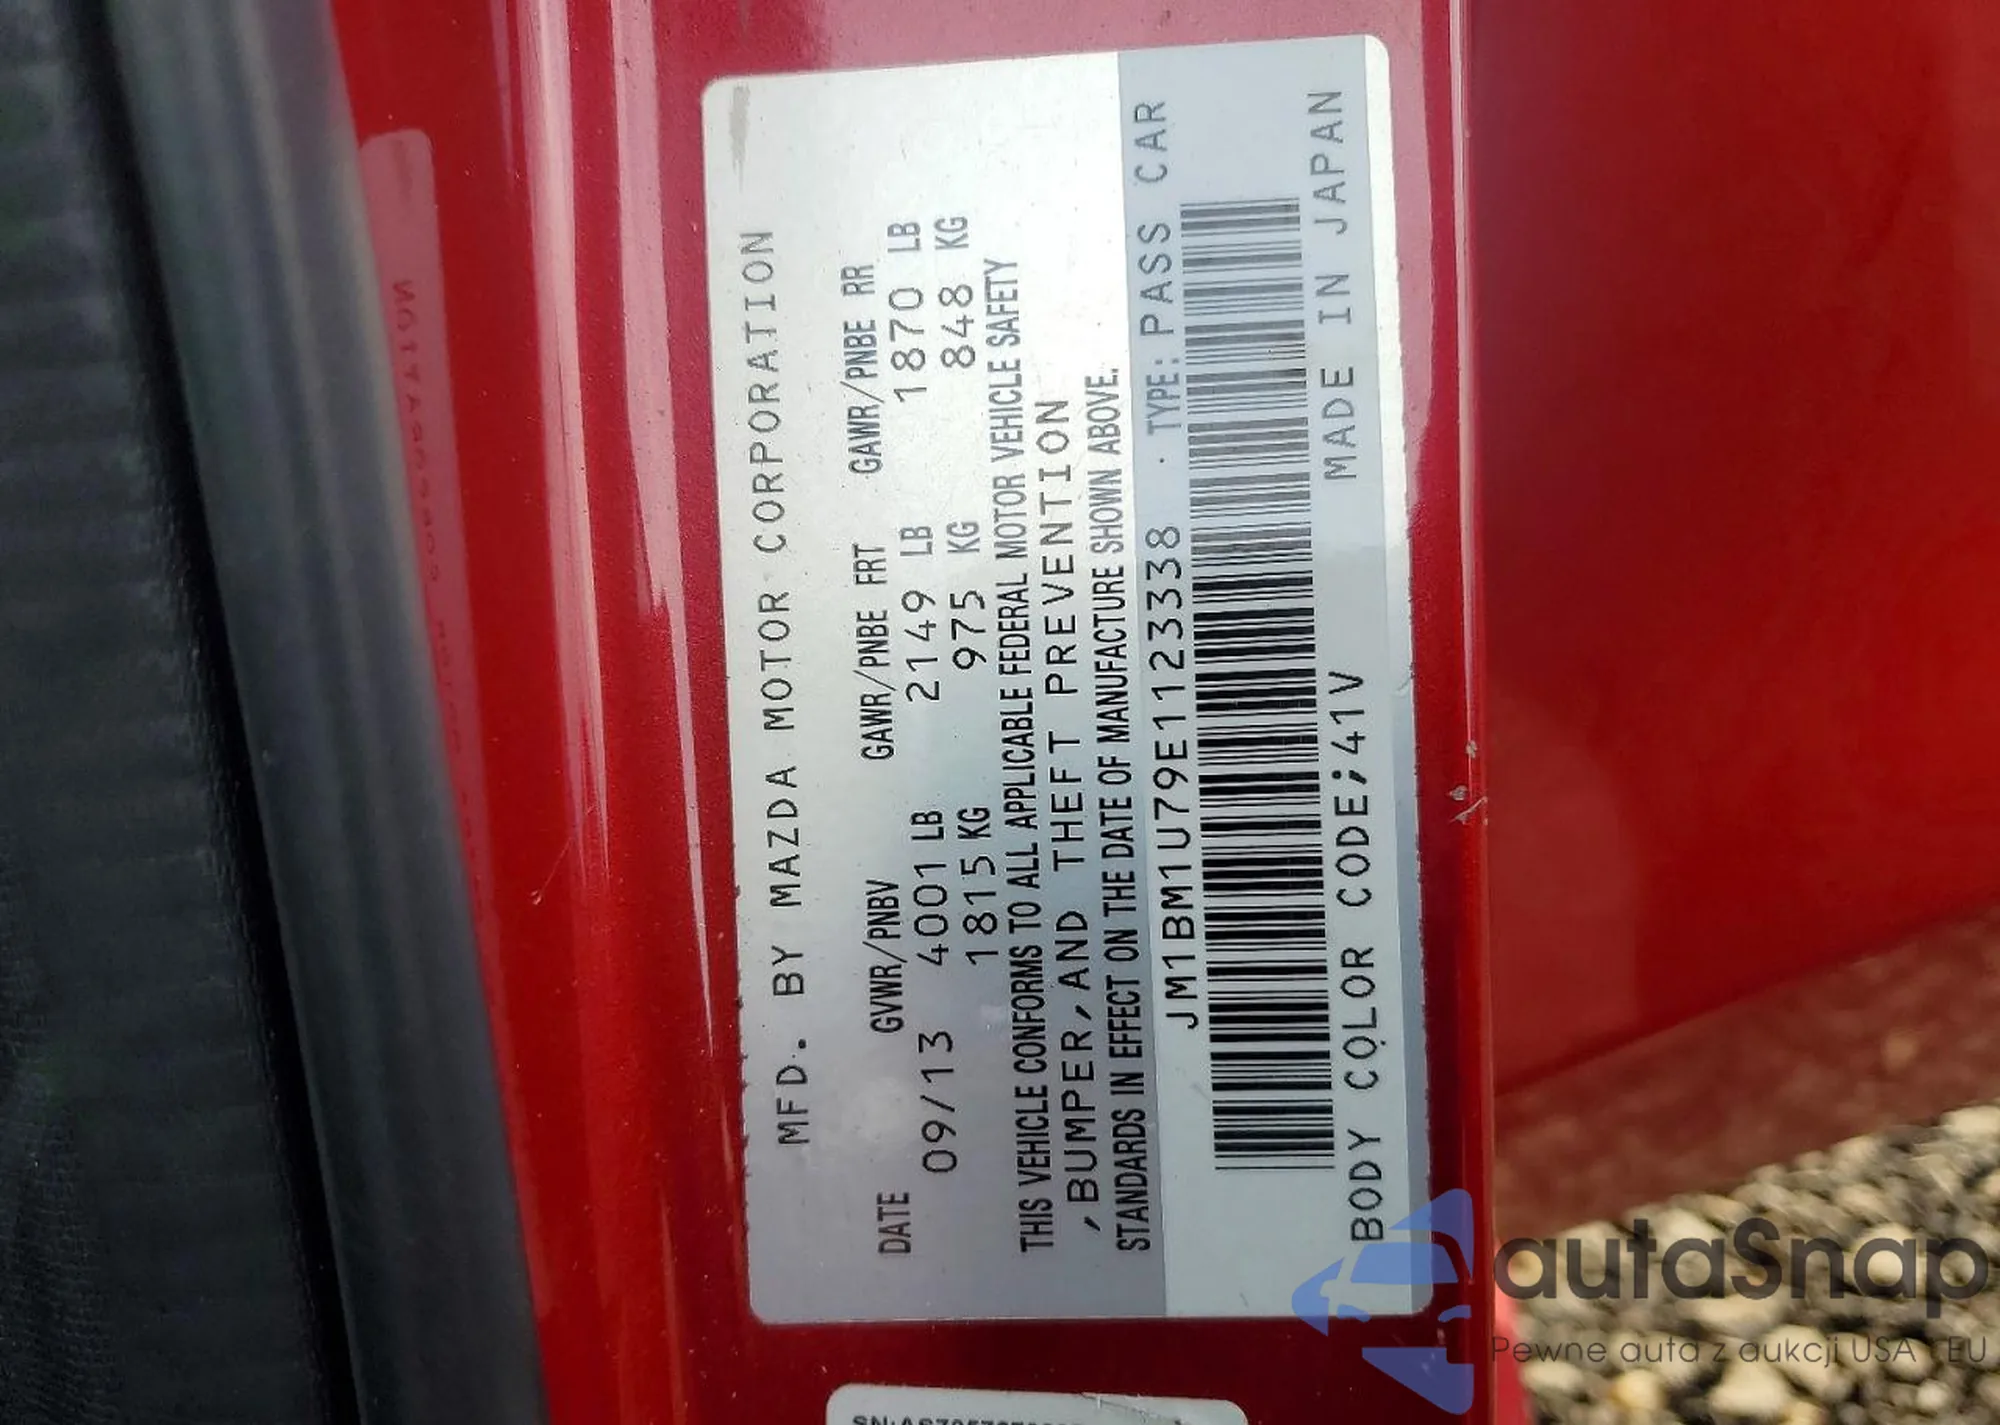 MFD. BY MAZDA MOTOR CORPORATION
DATE GVWR/PNBV GAWR/PNBE FRT GAWR/PNBE RR
09/13 4001 LB 2149 LB 1870 LB
1815 KG 975 KG 848 KG
THIS VEHICLE CONFORMS TO ALL APPLICABLE FEDERAL MOTOR VEHICLE SAFETY
,BUMPER,AND THEFT PREVENTION
STANDARDS IN EFFECT ON THE DATE OF MANUFACTURE SHOWN ABOVE.
JM1BM1U79E1123338 · TYPE: PASS CAR
BODY COLOR CODE;41V MADE IN JAPAN
autaSnap
Pewne auta z aukcji USA i EU